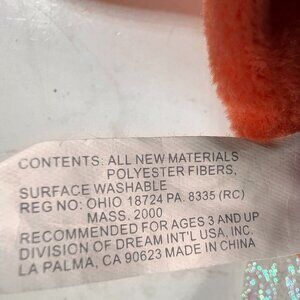 CONTENTS: ALL NEW MATERIALS
POLYESTER FIBERS,
SURFACE WASHABLE
REG NO: OHIO 18724 PA. 8335 (RC)
MASS. 2000
RECOMMENDED FOR AGES 3 AND UP
DIVISION OF DREAM INT'L USA, INC.
LA PALMA, CA 90623 MADE IN CHINA